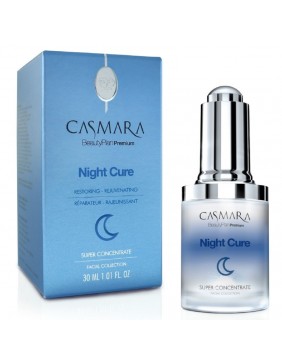 CASMARA
BeautyPlan Premium
Night Cure
RESTORING - REJUVENATING
RÉPARATEUR - RAJEUNISSANT
SUPER CONCENTRATE
FACIAL COLLECTION
30 ML | 1.01 FL. OZ
CASMARA
BeautyPlan Premium
Night Cure
SUPER CONCENTRATE